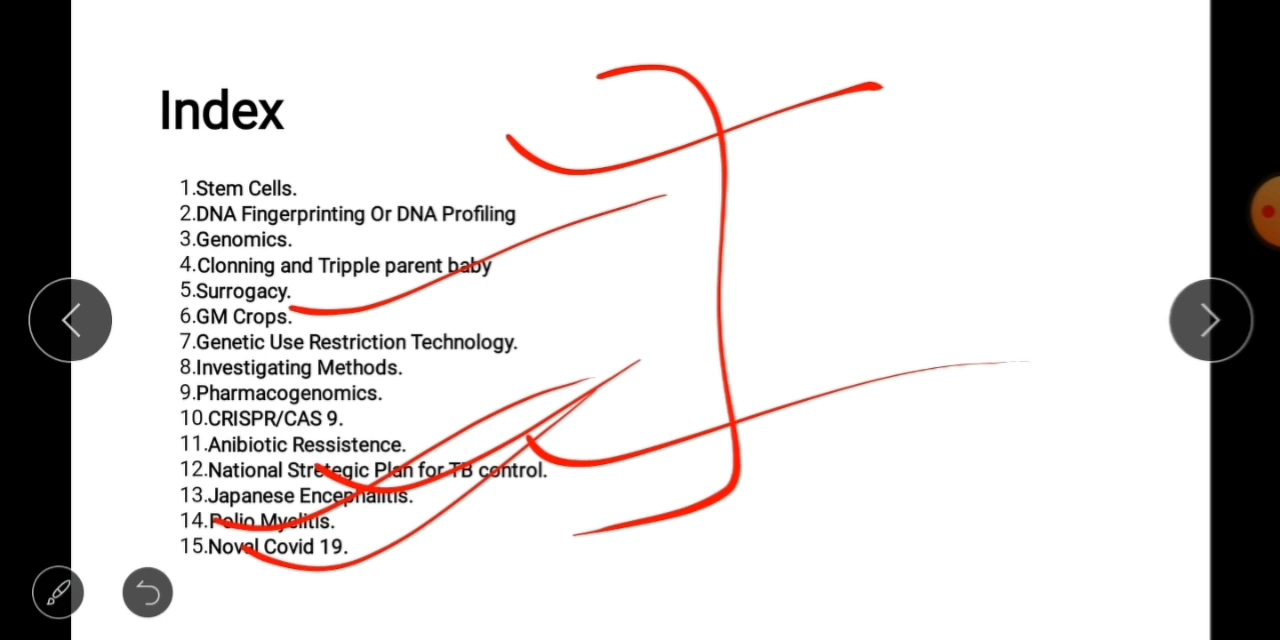 Index
1.Stem Cells.
2.DNA Fingerprinting Or DNA Profiling
3.Genomics.
4.Clonning and Tripple parent baby
5.Surrogacy.
6.GM Crops.
7.Genetic Use Restriction Technology.
8.Investigating Methods.
9.Pharmacogenomics.
10.CRISPR/CAS 9.
11.Anibiotic Ressistence.
12.National Stretegic Plan for TB control.
13.Japanese Encephalitis.
14.Polio Myelitis.
15.Noval Covid 19.